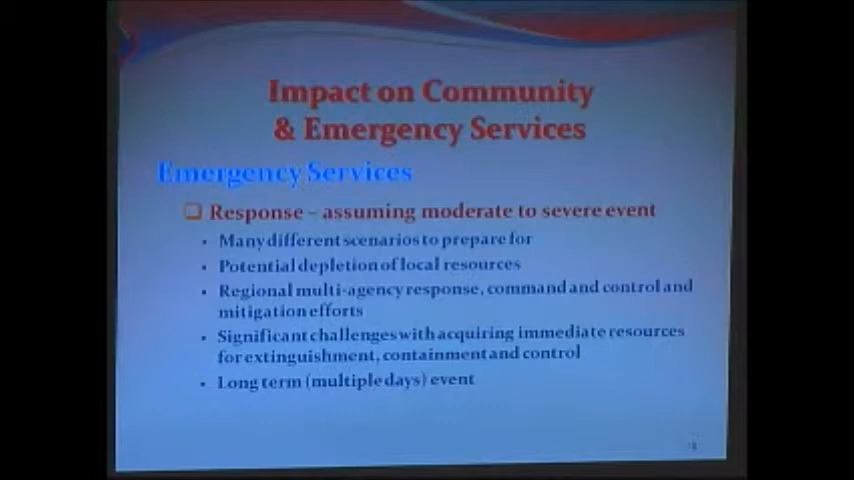 Impact on Community
& Emergency Services
Emergency Services
❑ Response – assuming moderate to severe event
• Many different scenarios to prepare for
• Potential depletion of local resources
• Regional multi-agency response, command and control and
mitigation efforts
• Significant challenges with acquiring immediate resources
for extinguishment, containment and control
• Long term (multiple days) event